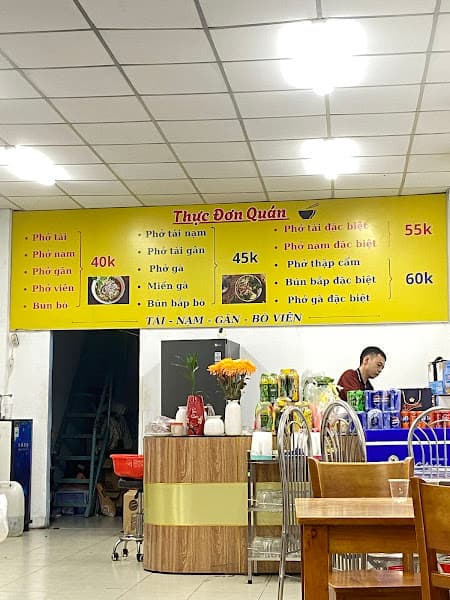 Thực Đơn Quán
• Phở tái
• Phở nam
• Phở gân
• Phở viên
• Bún bò
40k
• Phở tái nam
• Phở tái gân
• Phở gà
• Miến gà
• Bún bắp bò
45k
• Phở tái đặc biệt
• Phở nam đặc biệt
55k
• Phở thập cẩm
• Bún bắp đặc biệt
• Phở gà đặc biệt
60k
TÁI - NAM - GÂN - BÒ VIÊN